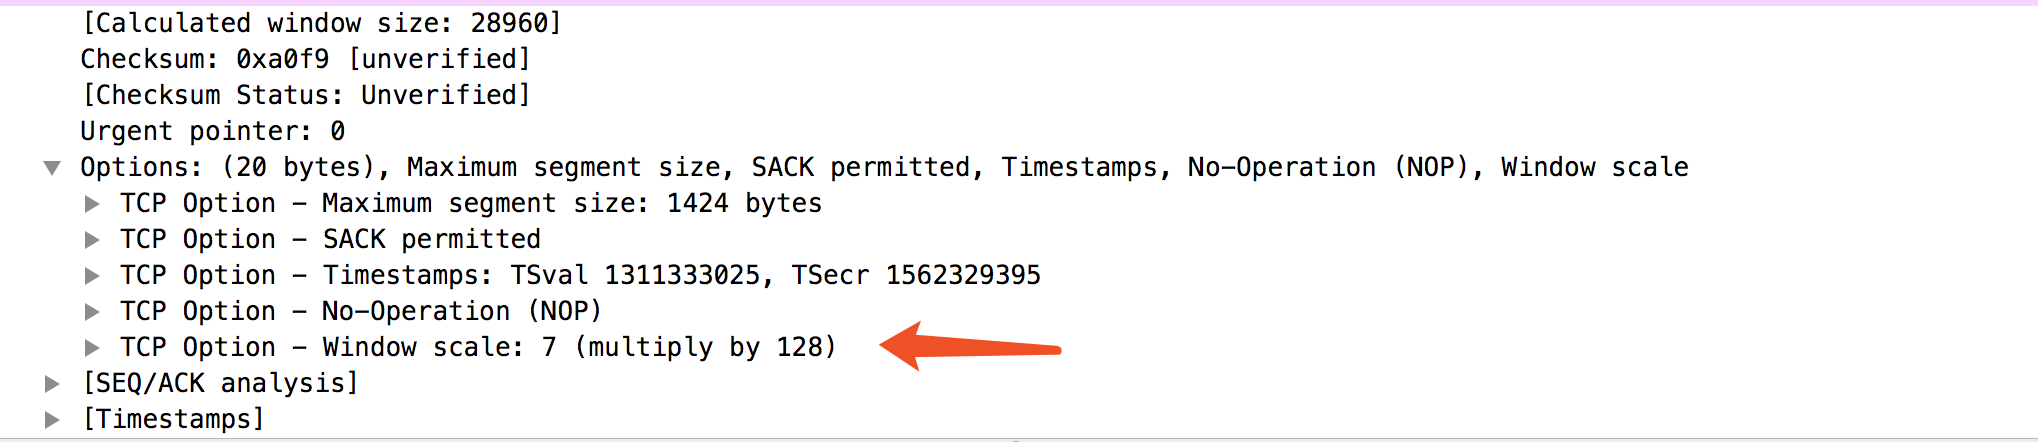 [Calculated window size: 28960]
Checksum: 0xa0f9 [unverified]
[Checksum Status: Unverified]
Urgent pointer: 0
Options: (20 bytes), Maximum segment size, SACK permitted, Timestamps, No-Operation (NOP), Window scale
TCP Option - Maximum segment size: 1424 bytes
TCP Option - SACK permitted
TCP Option - Timestamps: TSval 1311333025, TSecr 1562329395
TCP Option - No-Operation (NOP)
TCP Option - Window scale: 7 (multiply by 128)
[SEQ/ACK analysis]
[Timestamps]